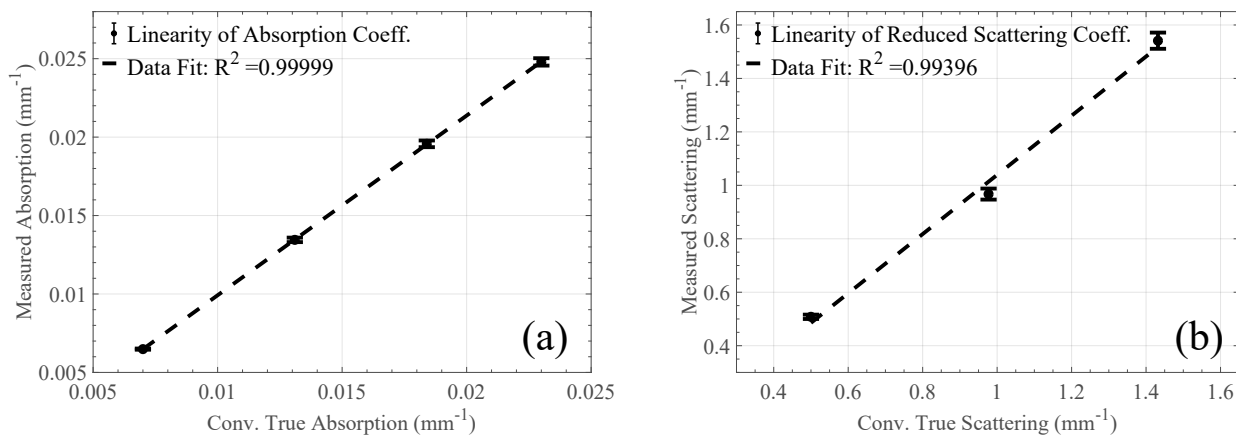 Linearity of Absorption Coeff.
Data Fit: R² =0.99999
0.025
0.02
0.015
0.01
0.005
0.005 0.01 0.015 0.02 0.025
Measured Absorption (mm⁻¹)
Conv. True Absorption (mm⁻¹)
(a)
Linearity of Reduced Scattering Coeff.
Data Fit: R² =0.99396
1.6
1.4
1.2
1
0.8
0.6
0.4
0.4 0.6 0.8 1 1.2 1.4 1.6
Measured Scattering (mm⁻¹)
Conv. True Scattering (mm⁻¹)
(b)